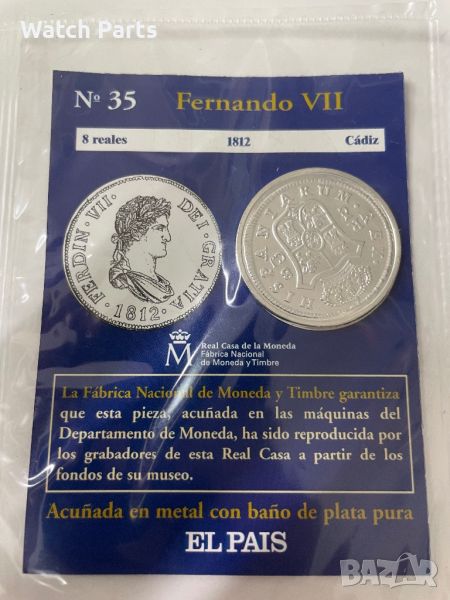 Watch Parts
Nº 35 Fernando VII
8 reales 1812 Cádiz
FERDIN · VII · DEI · GRATIA · 1812 ·
HISPANIARUM
M
Real Casa de la Moneda
Fábrica Nacional
de Moneda y Timbre
La Fábrica Nacional de Moneda y Timbre garantiza
que esta pieza, acuñada en las máquinas del
Departamento de Moneda, ha sido reproducida por
los grabadores de esta Real Casa a partir de los
fondos de su museo.
Acuñada en metal con baño de plata pura
EL PAIS
BAZAR